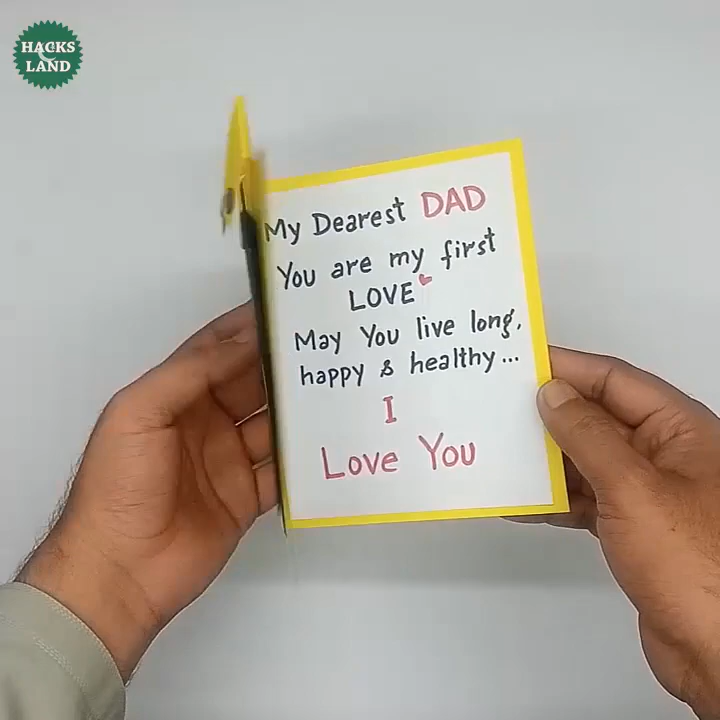 HACKS
LAND
My Dearest DAD
You are my first
LOVE
May You live long,
happy & healthy...
I
Love You